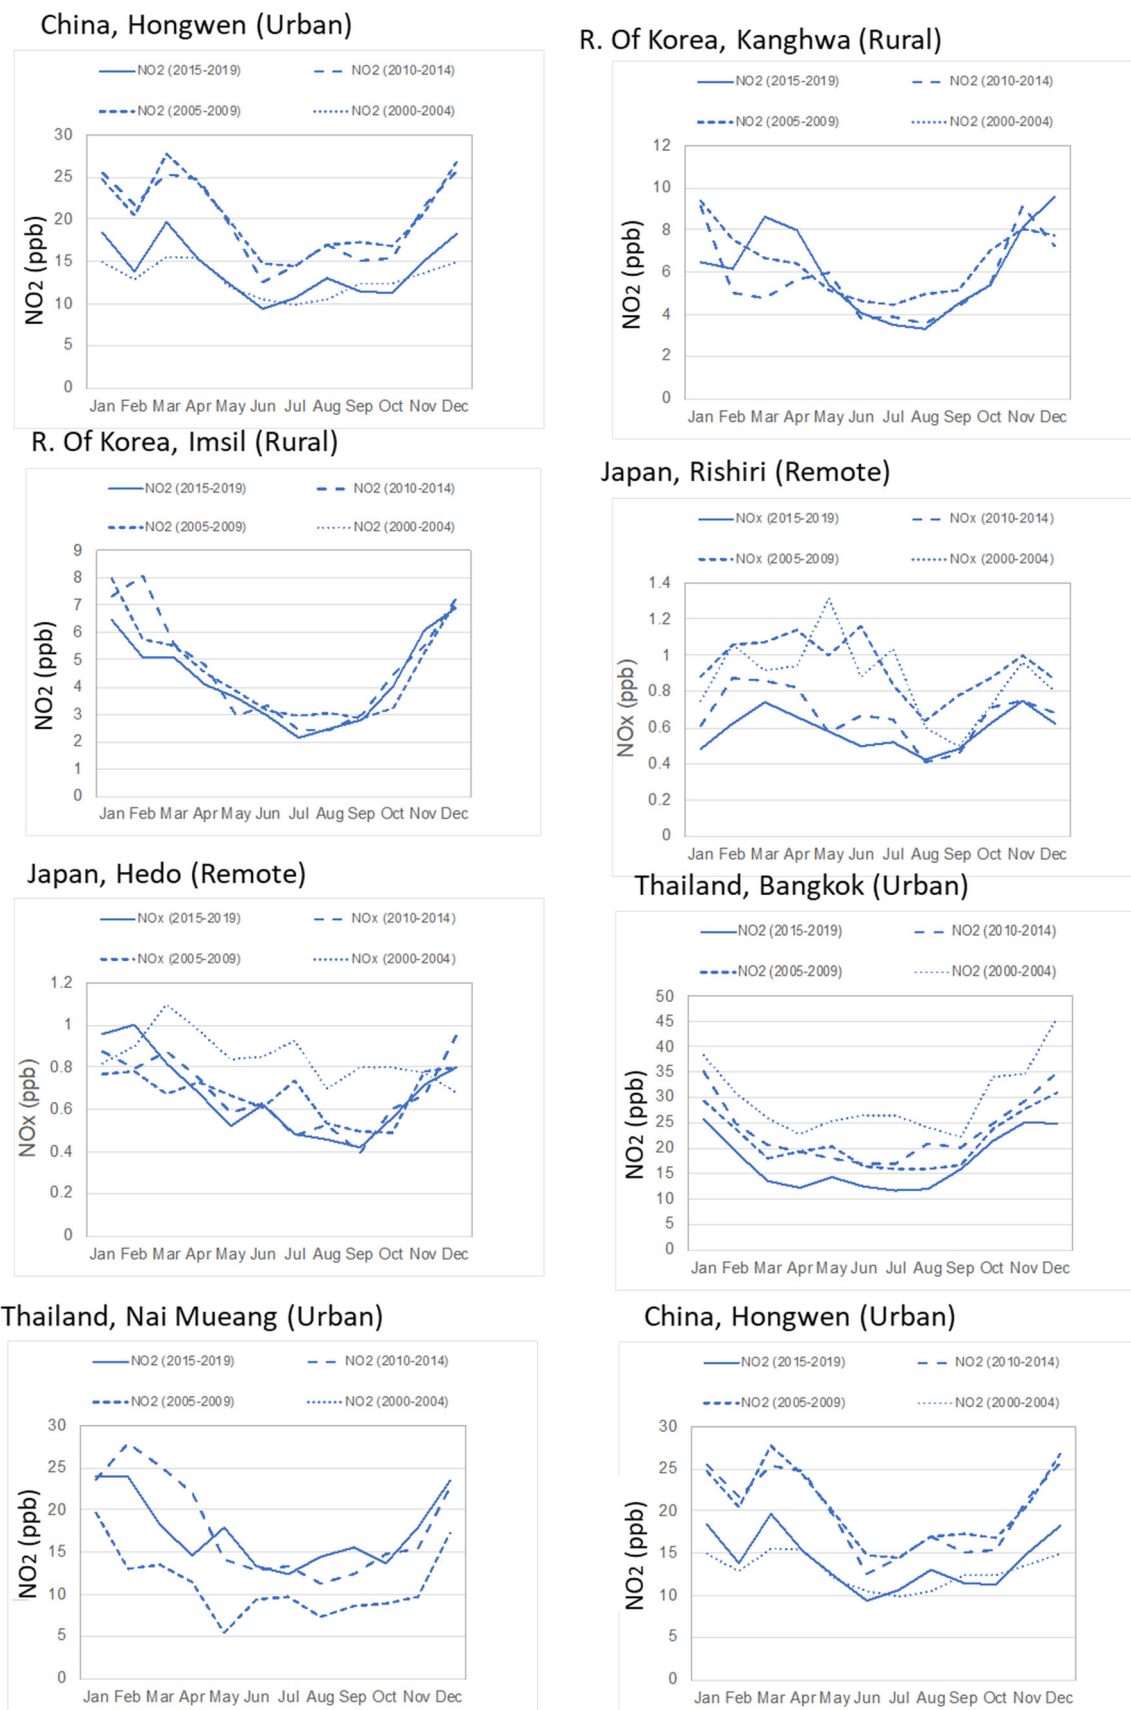 China, Hongwen (Urban)
NO2 (2015-2019) NO2 (2010-2014)
NO2 (2005-2009) NO2 (2000-2004)
30
25
20
15
10
5
0
NO2 (ppb)
Jan Feb Mar Apr May Jun Jul Aug Sep Oct Nov Dec
R. Of Korea, Kanghwa (Rural)
NO2 (2015-2019) NO2 (2010-2014)
NO2 (2005-2009) NO2 (2000-2004)
12
10
8
6
4
2
0
NO2 (ppb)
Jan Feb Mar Apr May Jun Jul Aug Sep Oct Nov Dec
R. Of Korea, Imsil (Rural)
NO2 (2015-2019) NO2 (2010-2014)
NO2 (2005-2009) NO2 (2000-2004)
9
8
7
6
5
4
3
2
1
0
NO2 (ppb)
Jan Feb Mar Apr May Jun Jul Aug Sep Oct Nov Dec
Japan, Rishiri (Remote)
NOx (2015-2019) NOx (2010-2014)
NOx (2005-2009) NOx (2000-2004)
1.4
1.2
1
0.8
0.6
0.4
0.2
0
NOx (ppb)
Jan Feb Mar Apr May Jun Jul Aug Sep Oct Nov Dec
Japan, Hedo (Remote)
NOx (2015-2019) NOx (2010-2014)
NOx (2005-2009) NOx (2000-2004)
1.2
1
0.8
0.6
0.4
0.2
0
NOx (ppb)
Jan Feb Mar Apr May Jun Jul Aug Sep Oct Nov Dec
Thailand, Bangkok (Urban)
NO2 (2015-2019) NO2 (2010-2014)
NO2 (2005-2009) NO2 (2000-2004)
50
45
40
35
30
25
20
15
10
5
0
NO2 (ppb)
Jan Feb Mar Apr May Jun Jul Aug Sep Oct Nov Dec
Thailand, Nai Mueang (Urban)
NO2 (2015-2019) NO2 (2010-2014)
NO2 (2005-2009) NO2 (2000-2004)
30
25
20
15
10
5
0
NO2 (ppb)
Jan Feb Mar Apr May Jun Jul Aug Sep Oct Nov Dec
China, Hongwen (Urban)
NO2 (2015-2019) NO2 (2010-2014)
NO2 (2005-2009) NO2 (2000-2004)
30
25
20
15
10
5
0
NO2 (ppb)
Jan Feb Mar Apr May Jun Jul Aug Sep Oct Nov Dec